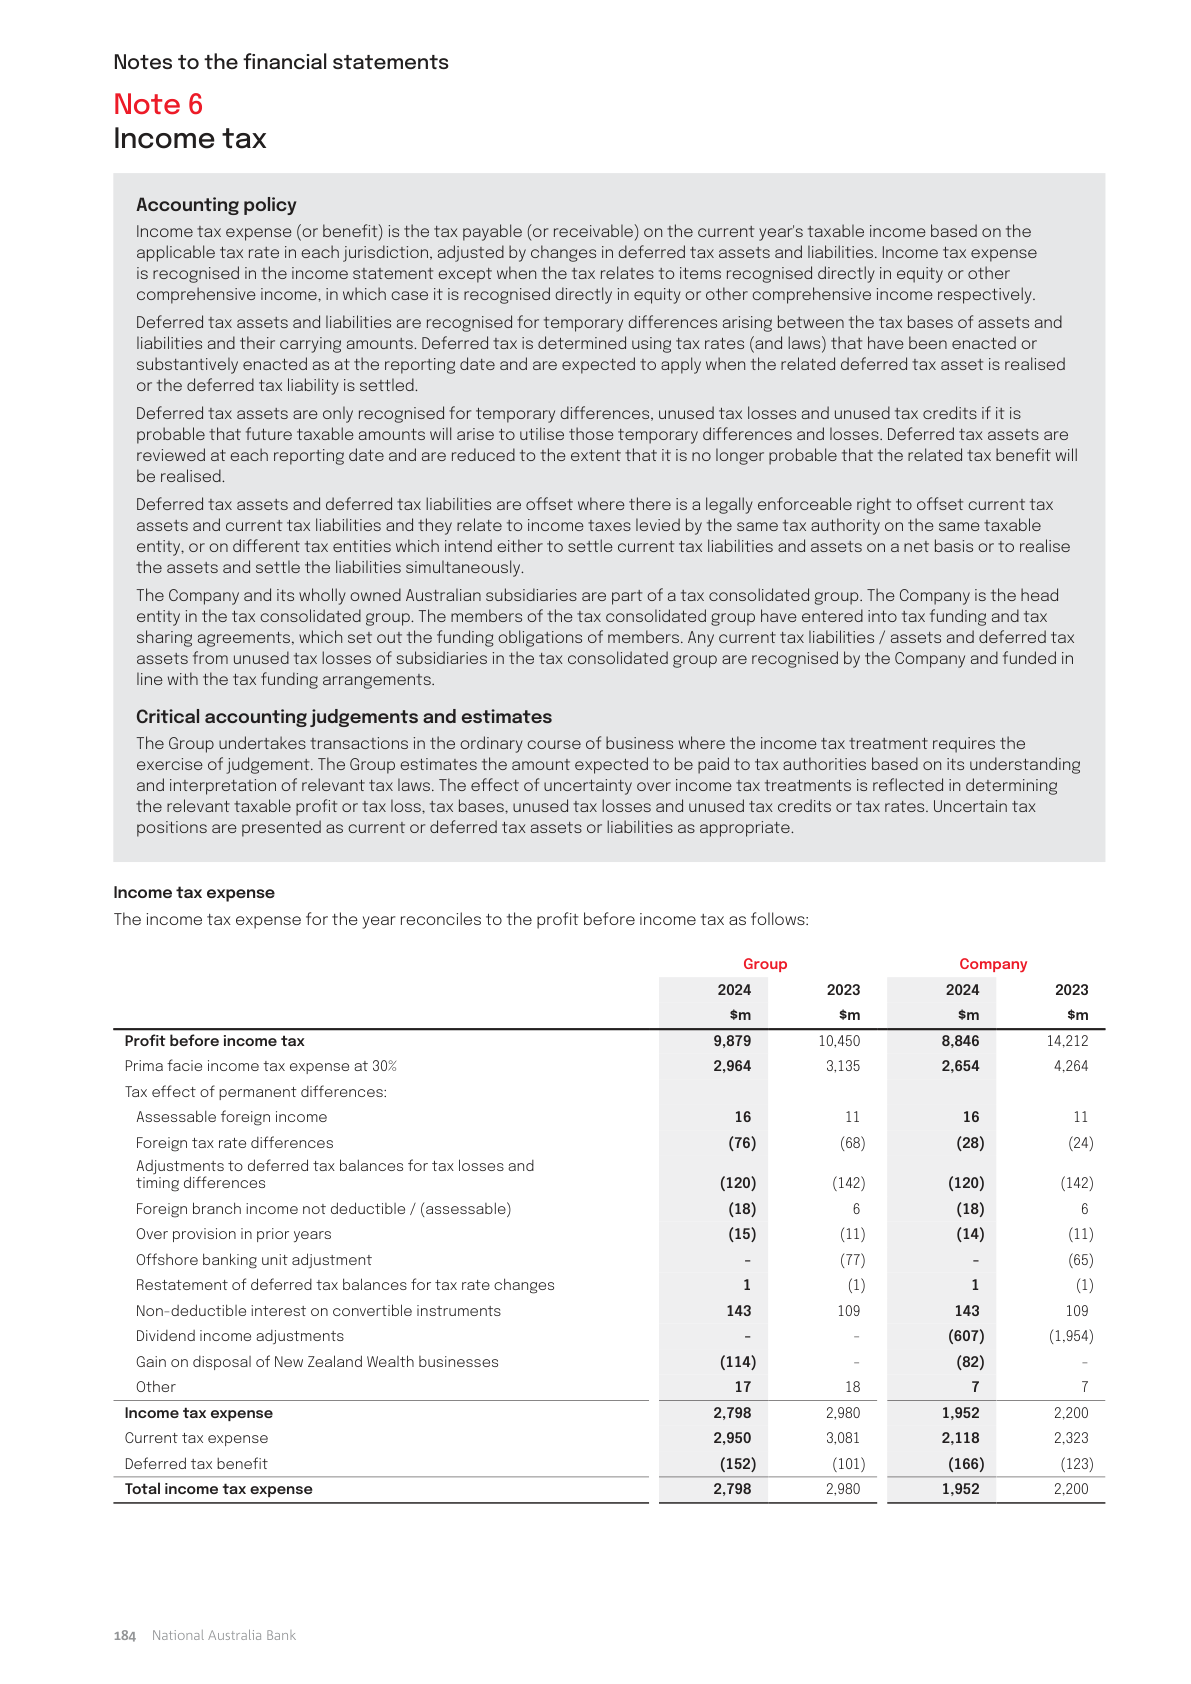 Notes to the financial statements
Note 6
Income tax
Accounting policy
Income tax expense (or benefit) is the tax payable (or receivable) on the current year's taxable income based on the
applicable tax rate in each jurisdiction, adjusted by changes in deferred tax assets and liabilities. Income tax expense
is recognised in the income statement except when the tax relates to items recognised directly in equity or other
comprehensive income, in which case it is recognised directly in equity or other comprehensive income respectively.
Deferred tax assets and liabilities are recognised for temporary differences arising between the tax bases of assets and
liabilities and their carrying amounts. Deferred tax is determined using tax rates (and laws) that have been enacted or
substantively enacted as at the reporting date and are expected to apply when the related deferred tax asset is realised
or the deferred tax liability is settled.
Deferred tax assets are only recognised for temporary differences, unused tax losses and unused tax credits if it is
probable that future taxable amounts will arise to utilise those temporary differences and losses. Deferred tax assets are
reviewed at each reporting date and are reduced to the extent that it is no longer probable that the related tax benefit will
be realised.
Deferred tax assets and deferred tax liabilities are offset where there is a legally enforceable right to offset current tax
assets and current tax liabilities and they relate to income taxes levied by the same tax authority on the same taxable
entity, or on different tax entities which intend either to settle current tax liabilities and assets on a net basis or to realise
the assets and settle the liabilities simultaneously.
The Company and its wholly owned Australian subsidiaries are part of a tax consolidated group. The Company is the head
entity in the tax consolidated group. The members of the tax consolidated group have entered into tax funding and tax
sharing agreements, which set out the funding obligations of members. Any current tax liabilities / assets and deferred tax
assets from unused tax losses of subsidiaries in the tax consolidated group are recognised by the Company and funded in
line with the tax funding arrangements.
Critical accounting judgements and estimates
The Group undertakes transactions in the ordinary course of business where the income tax treatment requires the
exercise of judgement. The Group estimates the amount expected to be paid to tax authorities based on its understanding
and interpretation of relevant tax laws. The effect of uncertainty over income tax treatments is reflected in determining
the relevant taxable profit or tax loss, tax bases, unused tax losses and unused tax credits or tax rates. Uncertain tax
positions are presented as current or deferred tax assets or liabilities as appropriate.
Income tax expense
The income tax expense for the year reconciles to the profit before income tax as follows:
Group Company
2024 2023 2024 2023
$m $m $m $m
Profit before income tax 9,879 10,450 8,846 14,212
Prima facie income tax expense at 30% 2,964 3,135 2,654 4,264
Tax effect of permanent differences:
Assessable foreign income 16 11 16 11
Foreign tax rate differences (76) (68) (28) (24)
Adjustments to deferred tax balances for tax losses and
timing differences (120) (142) (120) (142)
Foreign branch income not deductible / (assessable) (18) 6 (18) 6
Over provision in prior years (15) (11) (14) (11)
Offshore banking unit adjustment – (77) – (65)
Restatement of deferred tax balances for tax rate changes 1 (1) 1 (1)
Non-deductible interest on convertible instruments 143 109 143 109
Dividend income adjustments – – (607) (1,954)
Gain on disposal of New Zealand Wealth businesses (114) – (82) –
Other 17 18 7 7
Income tax expense 2,798 2,980 1,952 2,200
Current tax expense 2,950 3,081 2,118 2,323
Deferred tax benefit (152) (101) (166) (123)
Total income tax expense 2,798 2,980 1,952 2,200
184 National Australia Bank